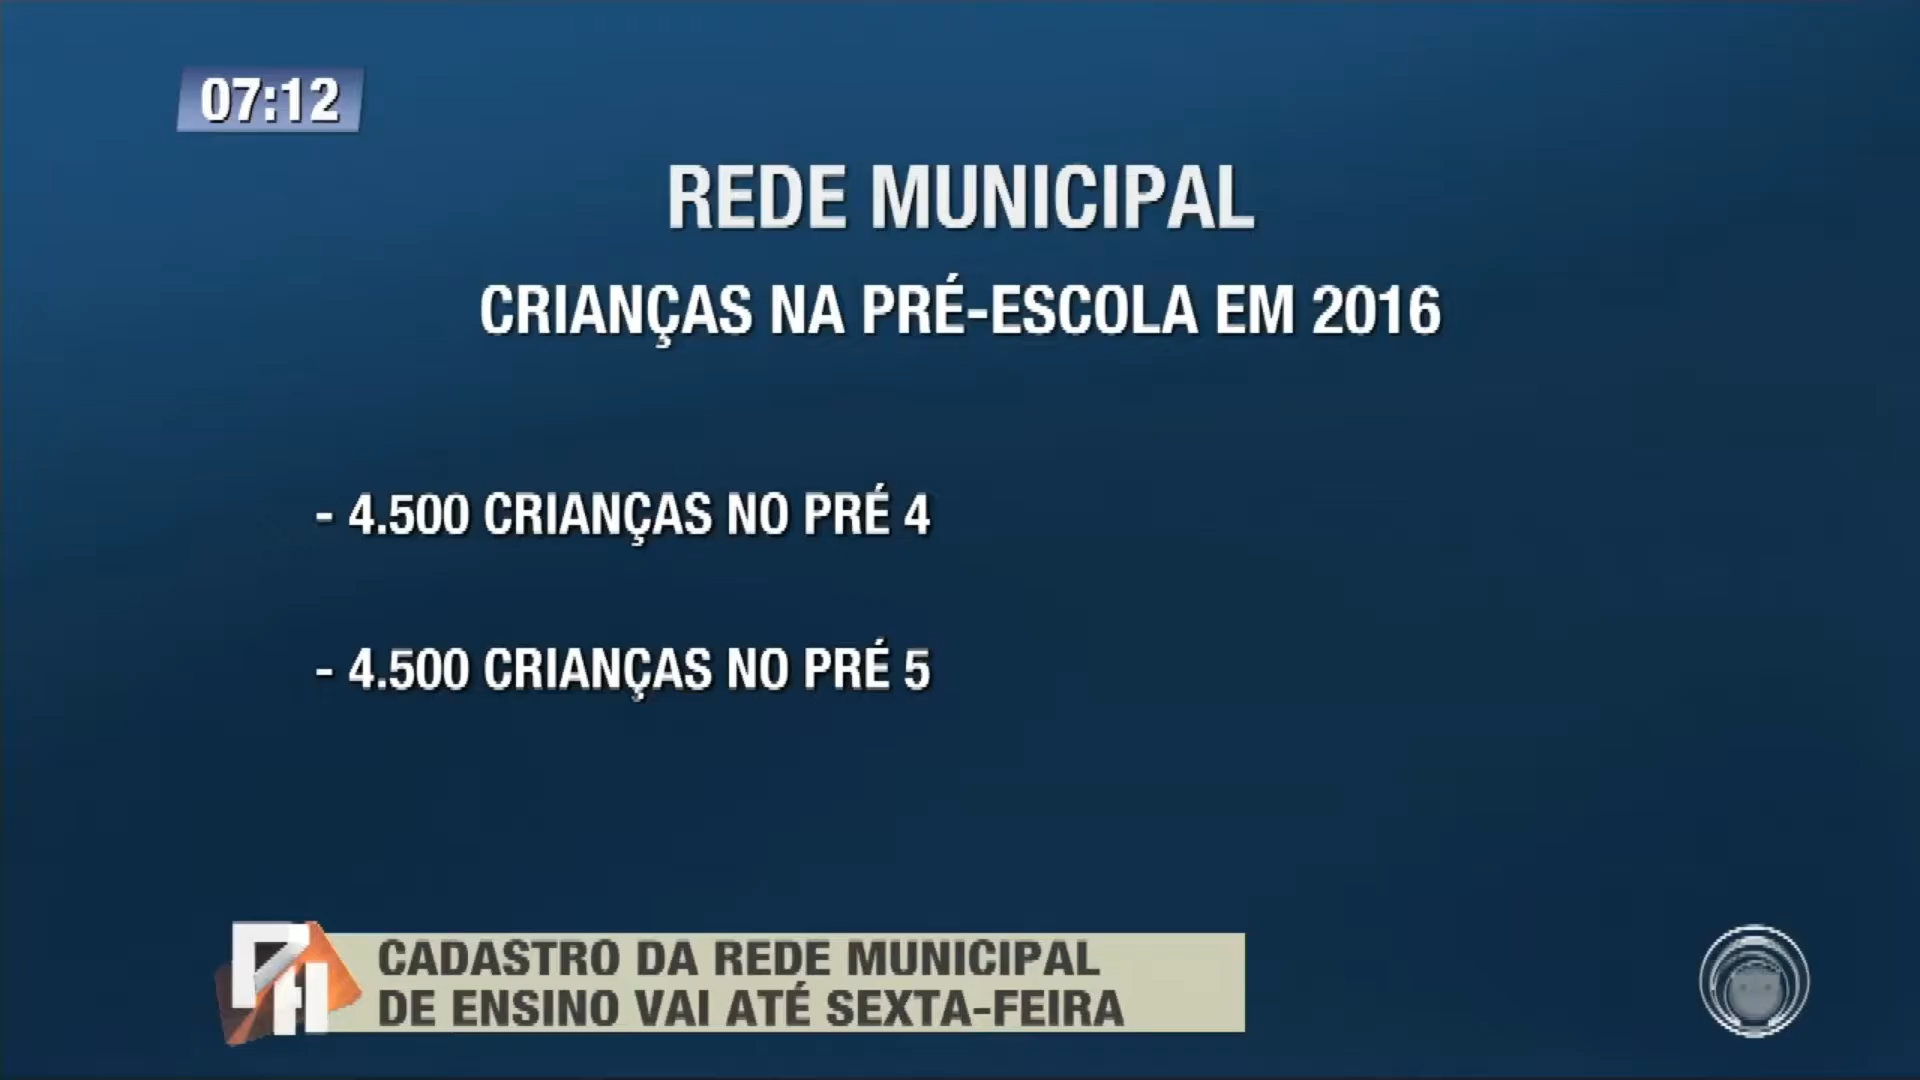 07:12
REDE MUNICIPAL
CRIANÇAS NA PRÉ-ESCOLA EM 2016
- 4.500 CRIANÇAS NO PRÉ 4
- 4.500 CRIANÇAS NO PRÉ 5
CADASTRO DA REDE MUNICIPAL
DE ENSINO VAI ATÉ SEXTA-FEIRA